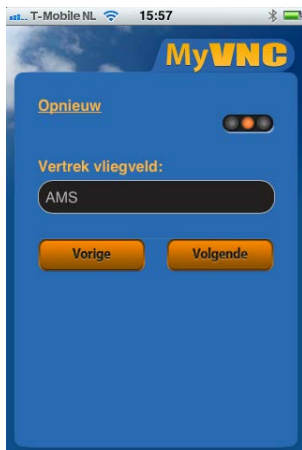 T-Mobile NL 15:57
MyVNC
Opnieuw
Vertrek vliegveld:
AMS
Vorige Volgende